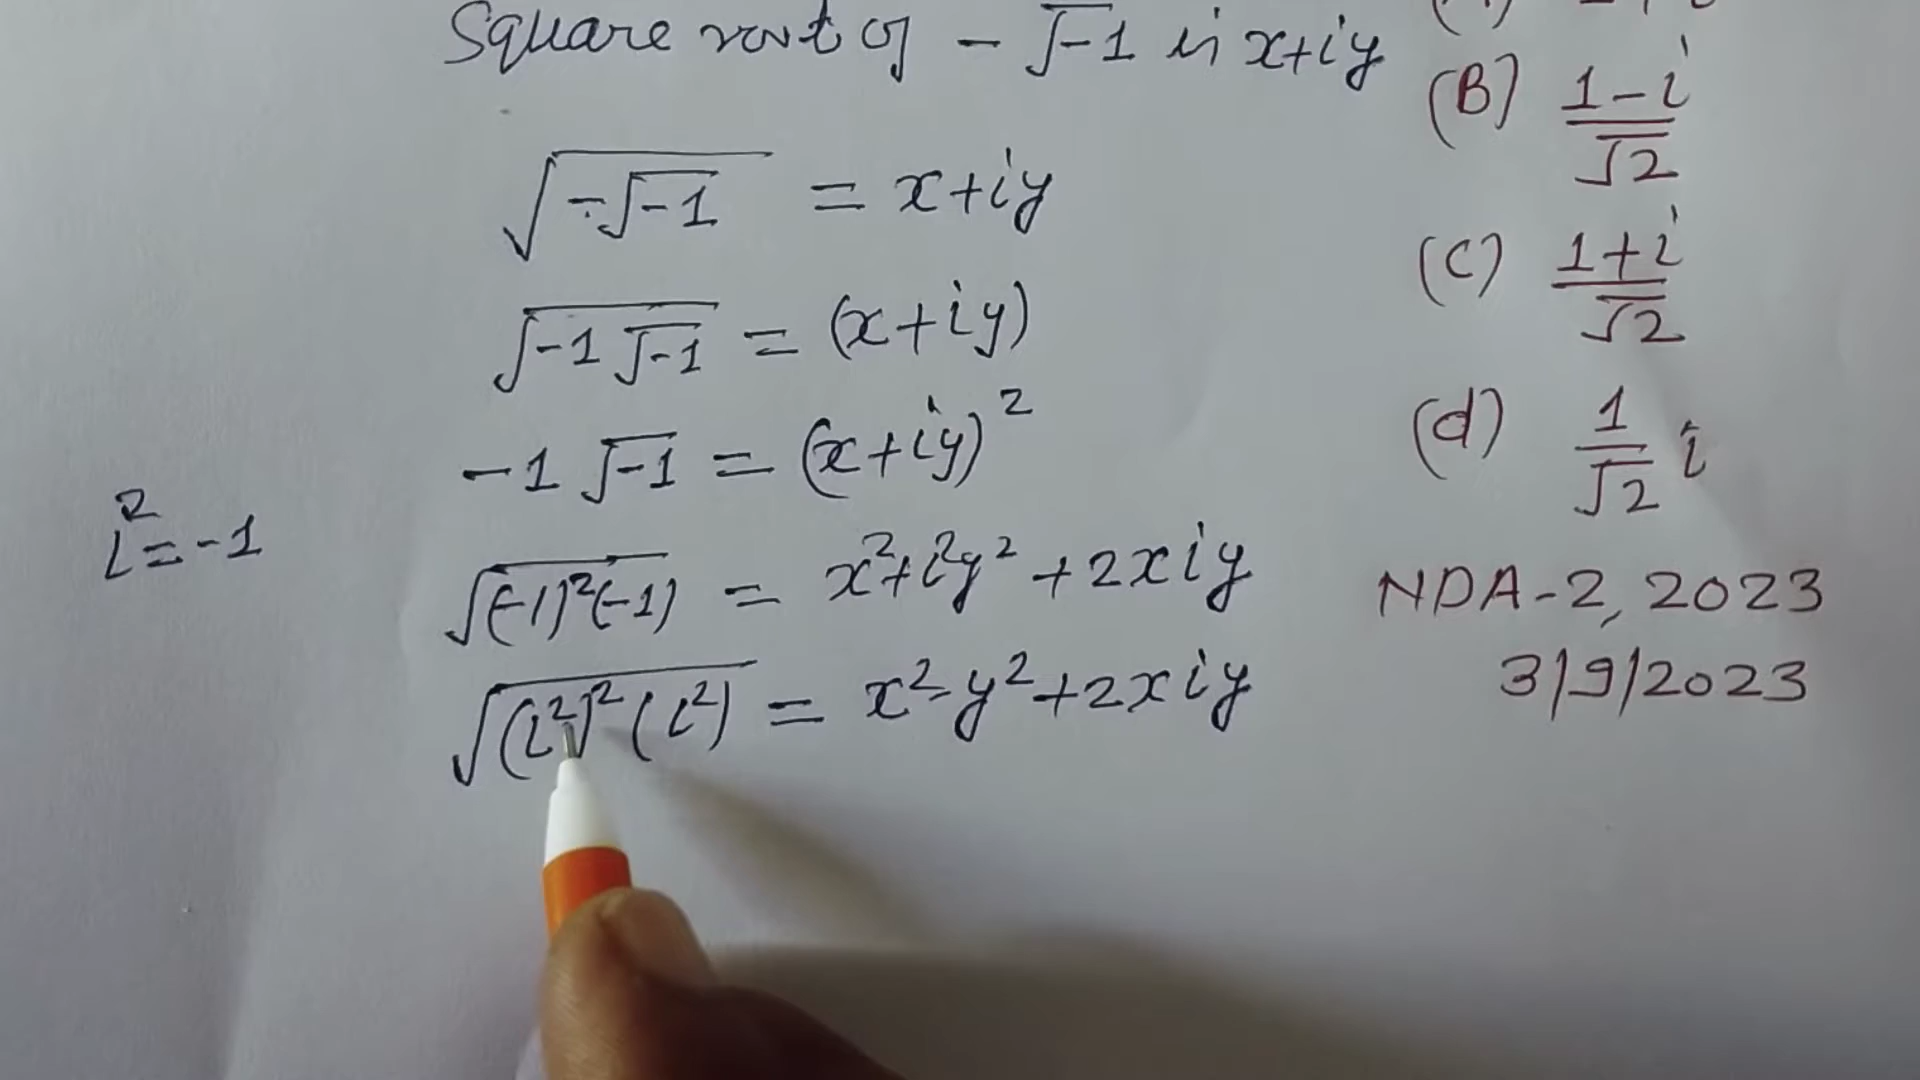 Square root of - √-1 is x+iy
√(-√-1) = x+iy
√(-1√-1) = (x+iy)
-1√-1 = (x+iy)²
i² = -1
√((-1)²(-1)) = x²+i²y²+2xiy
√((i²)²(i²)) = x²-y²+2xiy
(B) (1-i)/√2
(C) (1+i)/√2
(d) 1/√2 i
NDA-2, 2023
3/9/2023